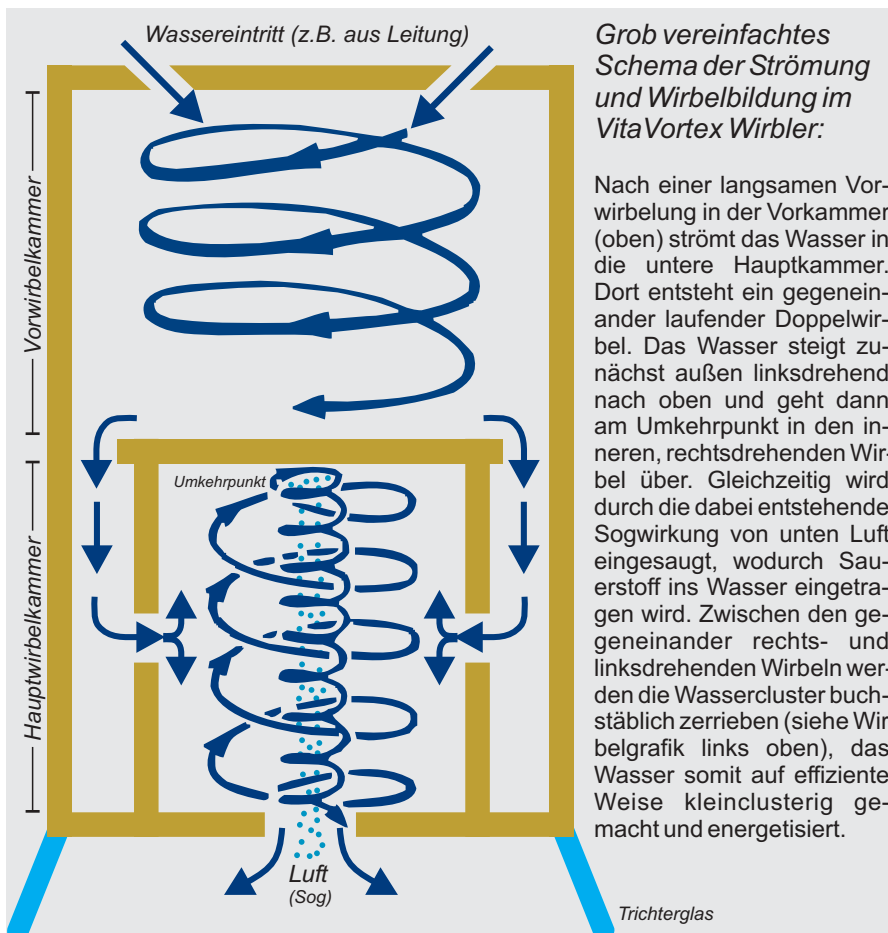 Wassereintritt (z.B. aus Leitung)
Vorwirbelkammer
Hauptwirbelkammer
Umkehrpunkt
Luft
(Sog)
Trichterglas
Grob vereinfachtes
Schema der Strömung
und Wirbelbildung im
VitaVortex Wirbler:
Nach einer langsamen Vor-
wirbelung in der Vorkammer
(oben) strömt das Wasser in
die untere Hauptkammer.
Dort entsteht ein gegenein-
ander laufender Doppelwir-
bel. Das Wasser steigt zu-
nächst außen linksdrehend
nach oben und geht dann
am Umkehrpunkt in den in-
neren, rechtsdrehenden Wir-
bel über. Gleichzeitig wird
durch die dabei entstehende
Sogwirkung von unten Luft
eingesaugt, wodurch Sau-
erstoff ins Wasser eingetra-
gen wird. Zwischen den ge-
geneinander rechts- und
linksdrehenden Wirbeln wer-
den die Wassercluster buch-
stäblich zerrieben (siehe Wir
belgrafik links oben), das
Wasser somit auf effiziente
Weise kleinclusterig ge-
macht und energetisiert.